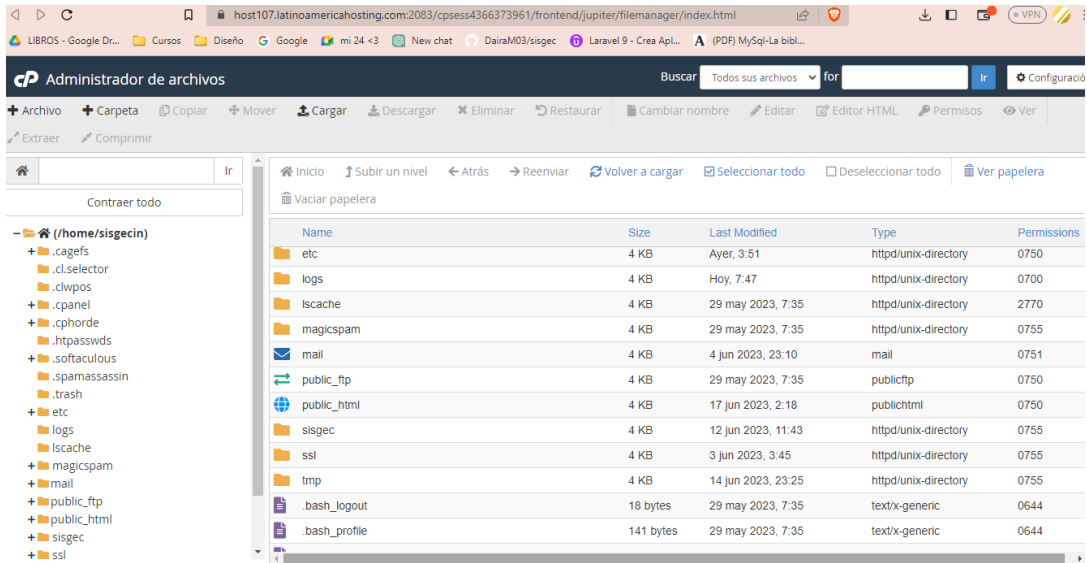 host107.latinoamericahosting.com:2083/cpsess4366373961/frontend/jupiter/filemanager/index.html VPN
LIBROS - Google Dr... Cursos Diseño Google mi 24 <3 New chat DairaM03/sisgec Laravel 9 - Crea Apl... (PDF) MySql-La bibl...
cP Administrador de archivos Buscar Todos sus archivos for Ir Configuració
Archivo Carpeta Copiar Mover Cargar Descargar Eliminar Restaurar Cambiar nombre Editar Editor HTML Permisos Ver
Extraer Comprimir
Ir Inicio Subir un nivel Atrás Reenviar Volver a cargar Seleccionar todo Deseleccionar todo Ver papelera
Vaciar papelera
Contraer todo
(/home/sisgecin)
.cagefs
.cl.selector
.clwpos
.cpanel
.cphorde
.htpasswds
.softaculous
.spamassassin
.trash
etc
logs
lscache
magicspam
mail
public_ftp
public_html
sisgec
ssl
Name Size Last Modified Type Permissions
etc 4 KB Ayer, 3:51 httpd/unix-directory 0750
logs 4 KB Hoy, 7:47 httpd/unix-directory 0700
lscache 4 KB 29 may 2023, 7:35 httpd/unix-directory 2770
magicspam 4 KB 29 may 2023, 7:35 httpd/unix-directory 0755
mail 4 KB 4 jun 2023, 23:10 mail 0751
public_ftp 4 KB 29 may 2023, 7:35 publicftp 0750
public_html 4 KB 17 jun 2023, 2:18 publichtml 0750
sisgec 4 KB 12 jun 2023, 11:43 httpd/unix-directory 0755
ssl 4 KB 3 jun 2023, 3:45 httpd/unix-directory 0755
tmp 4 KB 14 jun 2023, 23:25 httpd/unix-directory 0755
.bash_logout 18 bytes 29 may 2023, 7:35 text/x-generic 0644
.bash_profile 141 bytes 29 may 2023, 7:35 text/x-generic 0644